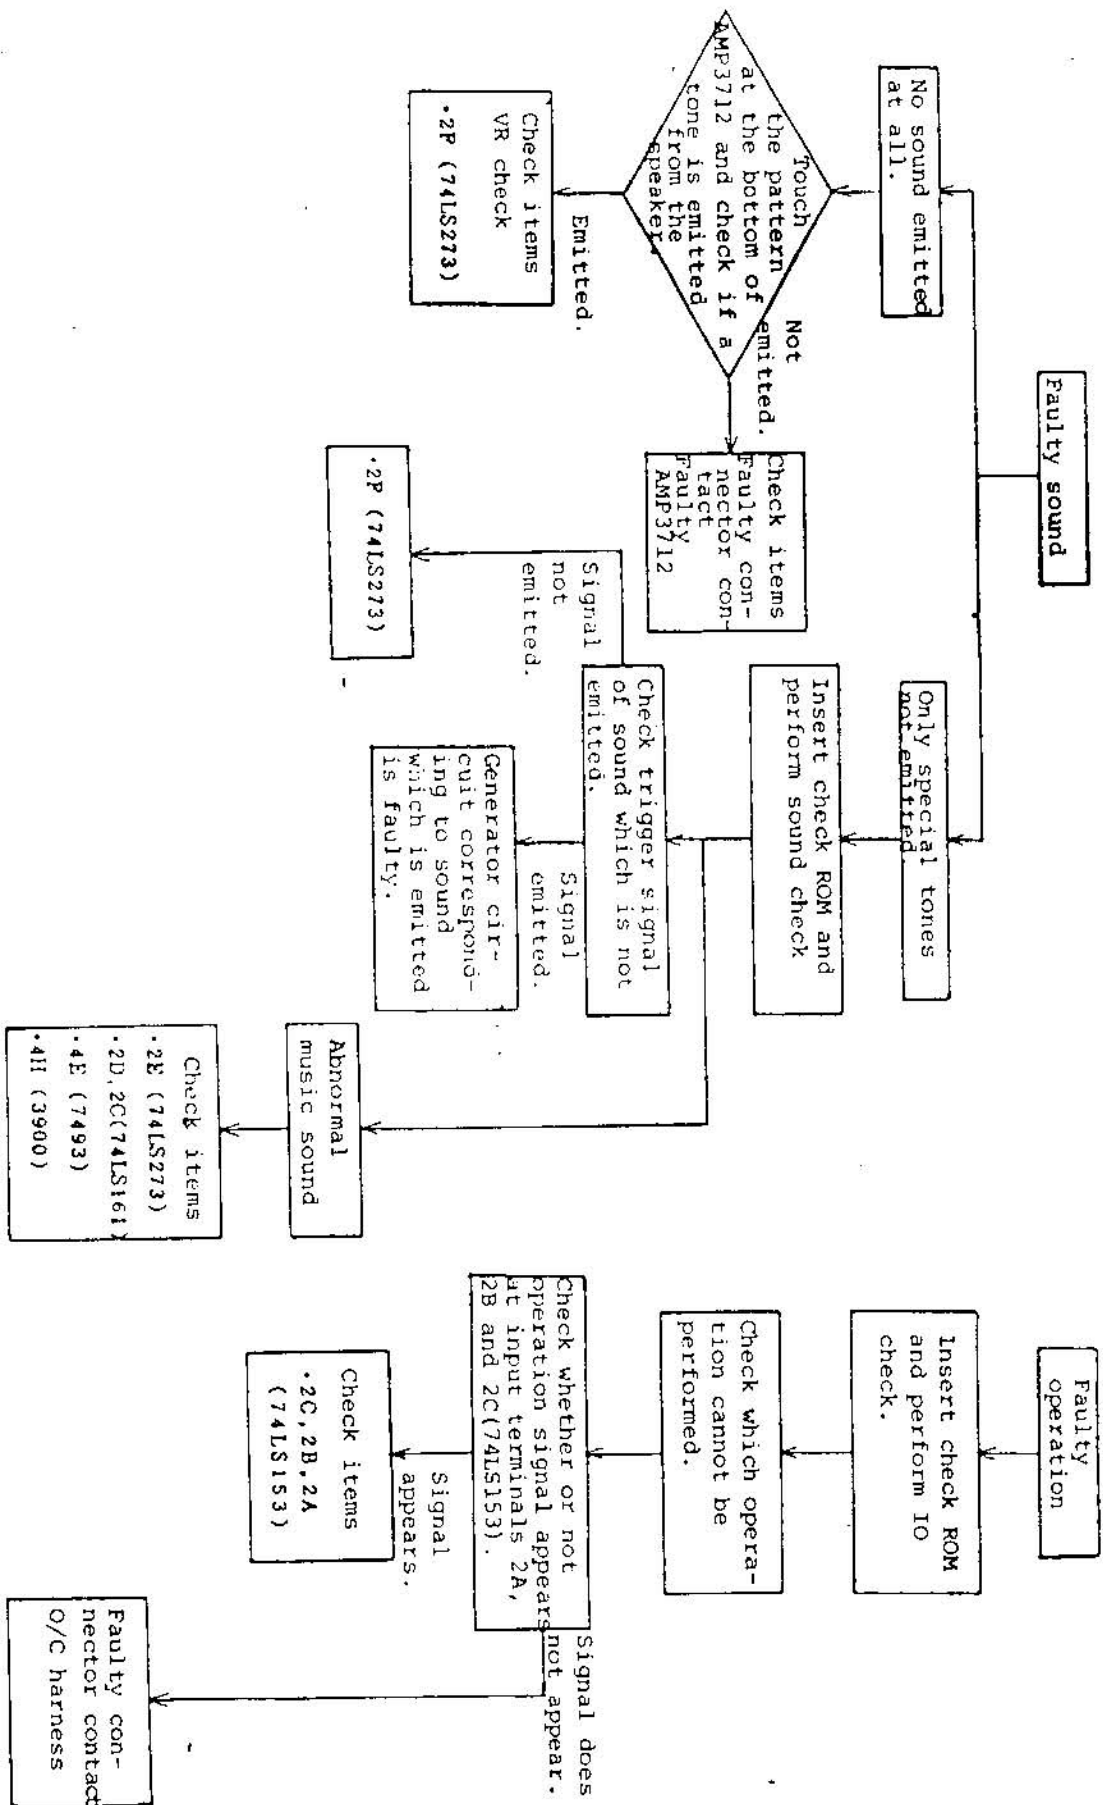 Faulty sound
No sound emitted
at all.
Touch
the pattern
at the bottom of
AMP3712 and check if a
tone is emitted
from the
speaker.
Not
emitted.
Emitted.
Check items
VR check
•2P (74LS273)
Check items
Faulty con-
nector con-
tact
Faulty
AMP3712
Only special tones
not emitted.
Insert check ROM and
perform sound check
Check trigger signal
of sound which is not
emitted.
Signal
not
emitted.
•2P (74LS273)
Signal
emitted.
Generator cir-
cuit correspond-
ing to sound
which is emitted
is faulty.
Abnormal
music sound
Check items
•2E (74LS273)
•2D,2C(74LS161)
•4E (7493)
•4H (3900)
Faulty
operation
Insert check ROM
and perform IO
check.
Check which opera-
tion cannot be
performed.
Check whether or not
operation signal appears
at input terminals 2A,
2B and 2C(74LS153).
Signal
appears.
Check items
•2C,2B,2A
(74LS153)
Signal does
not appear.
Faulty con-
nector contact
O/C harness